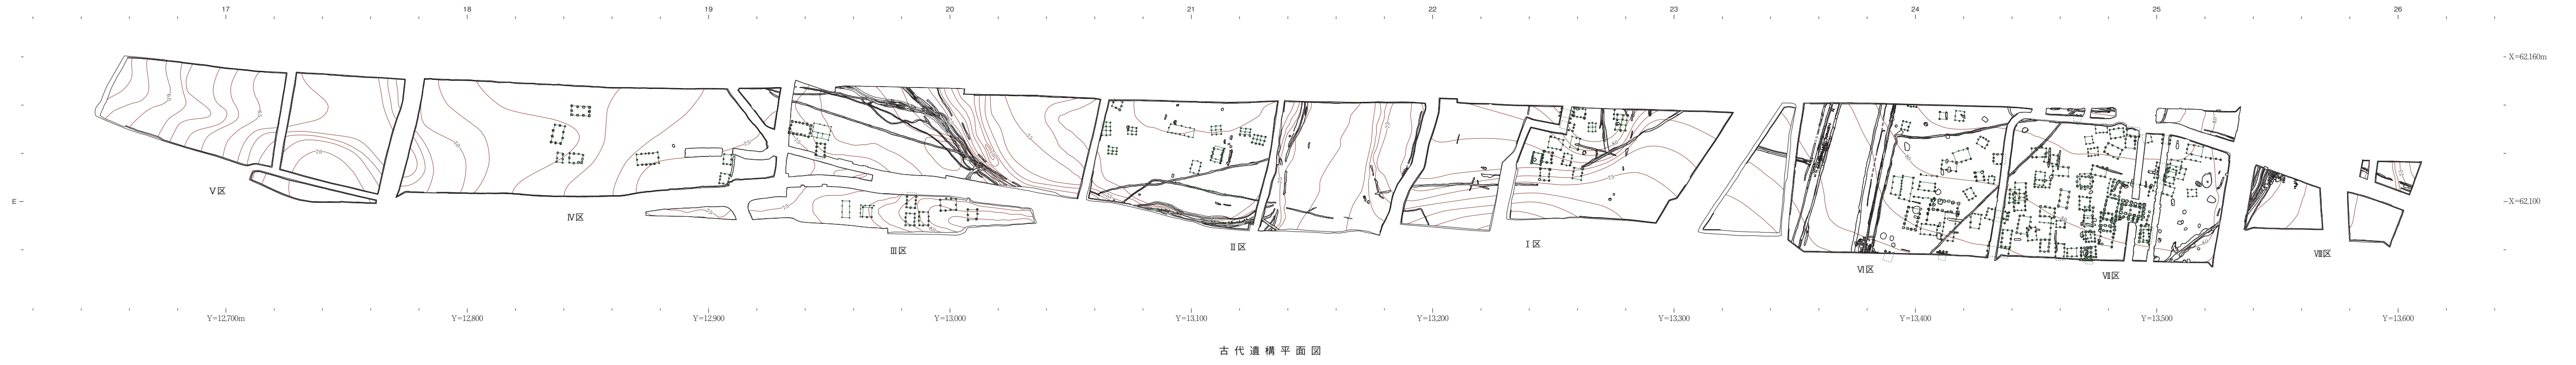 17 18 19 20 21 22 23 24 25 26
X=62,160m
Ⅴ区
E
X=62,100
Ⅳ区
Ⅲ区
Ⅱ区
Ⅰ区
Ⅵ区
Ⅶ区
Ⅷ区
Y=12,700m Y=12,800 Y=12,900 Y=13,000 Y=13,100 Y=13,200 Y=13,300 Y=13,400 Y=13,500 Y=13,600
古代遺構平面図